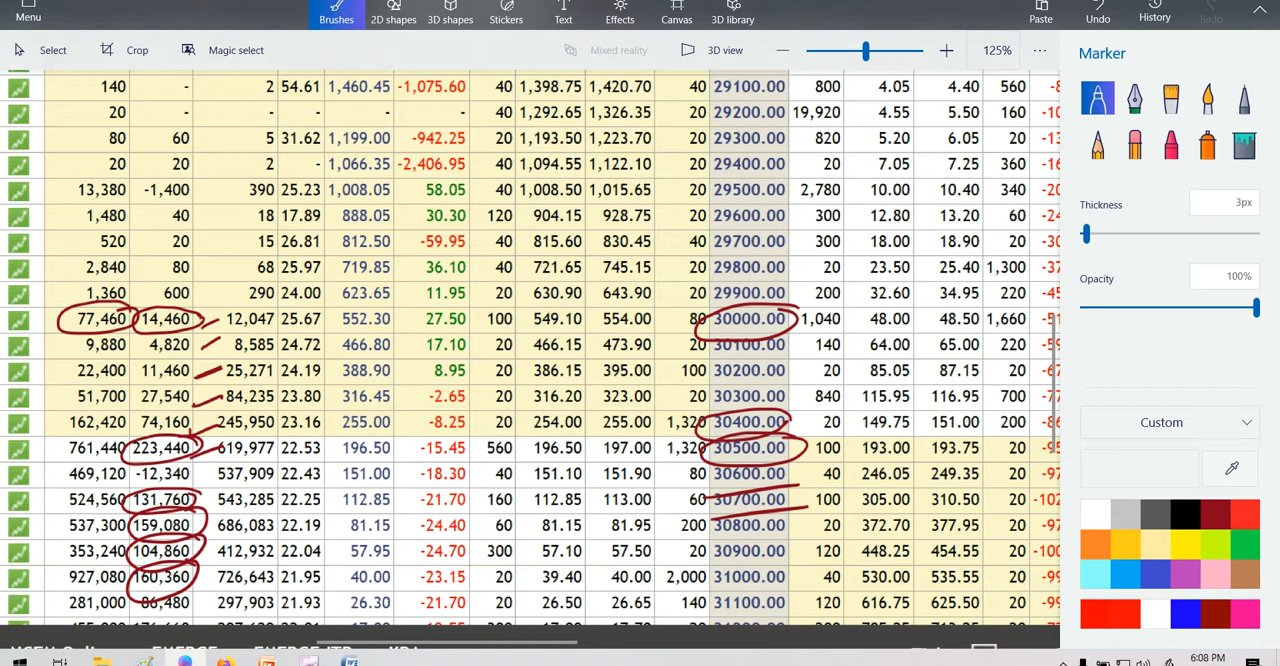 Menu Brushes 2D shapes 3D shapes Stickers Text Effects Canvas 3D library Paste Undo History Redo
Select Crop Magic select Mixed reality 3D view 125% ...
Marker
Thickness 3px
Opacity 100%
Custom
140 - 2 54.61 1,460.45 -1,075.60 40 1,398.75 1,420.70 40 29100.00 800 4.05 4.40 560
20 - - - - - 40 1,292.65 1,326.35 20 29200.00 19,920 4.55 5.50 160
80 60 5 31.62 1,199.00 -942.25 20 1,193.50 1,223.70 20 29300.00 820 5.20 6.05 20
20 20 2 - 1,066.35 -2,406.95 40 1,094.55 1,122.10 20 29400.00 20 7.05 7.25 360
13,380 -1,400 390 25.23 1,008.05 58.05 40 1,008.50 1,015.65 20 29500.00 2,780 10.00 10.40 340
1,480 40 18 17.89 888.05 30.30 120 904.15 928.75 20 29600.00 300 12.80 13.20 60
520 20 15 26.81 812.50 -59.95 40 815.60 830.45 40 29700.00 300 18.00 18.90 20
2,840 80 68 25.97 719.85 36.10 40 721.65 745.15 20 29800.00 20 23.50 25.40 1,300
1,360 600 290 24.00 623.65 11.95 20 630.90 643.90 20 29900.00 200 32.60 34.95 220
77,460 14,460 12,047 25.67 552.30 27.50 100 549.10 554.00 80 30000.00 1,040 48.00 48.50 1,660
9,880 4,820 8,585 24.72 466.80 17.10 20 466.15 473.90 20 30100.00 140 64.00 65.00 220
22,400 11,460 25,271 24.19 388.90 8.95 20 386.15 395.00 100 30200.00 20 85.05 87.15 20
51,700 27,540 84,235 23.80 316.45 -2.65 20 316.20 323.00 20 30300.00 840 115.95 116.95 20
162,420 74,160 245,950 23.16 255.00 -8.25 20 254.00 255.00 1,320 30400.00 20 149.75 151.00 200
761,440 223,440 619,977 22.53 196.50 -15.45 560 196.50 197.00 1,320 30500.00 100 193.00 193.75 20
469,120 -12,340 537,909 22.43 151.00 -18.30 40 151.10 151.90 80 30600.00 40 246.05 249.35 20
524,560 131,760 543,285 22.25 112.85 -21.70 160 112.85 113.00 60 30700.00 100 305.00 310.50 20
537,300 159,080 686,083 22.19 81.15 -24.40 60 81.15 81.95 200 30800.00 20 372.70 377.95 20
353,240 104,860 412,932 22.04 57.95 -24.70 300 57.10 57.50 20 30900.00 120 448.25 454.55 20
927,080 160,360 726,643 21.95 40.00 -23.15 20 39.40 40.00 2,000 31000.00 40 530.00 535.55 20
281,000 86,480 297,903 21.93 26.30 -21.70 20 26.50 26.65 140 31100.00 120 616.75 625.50 20
6:08 PM